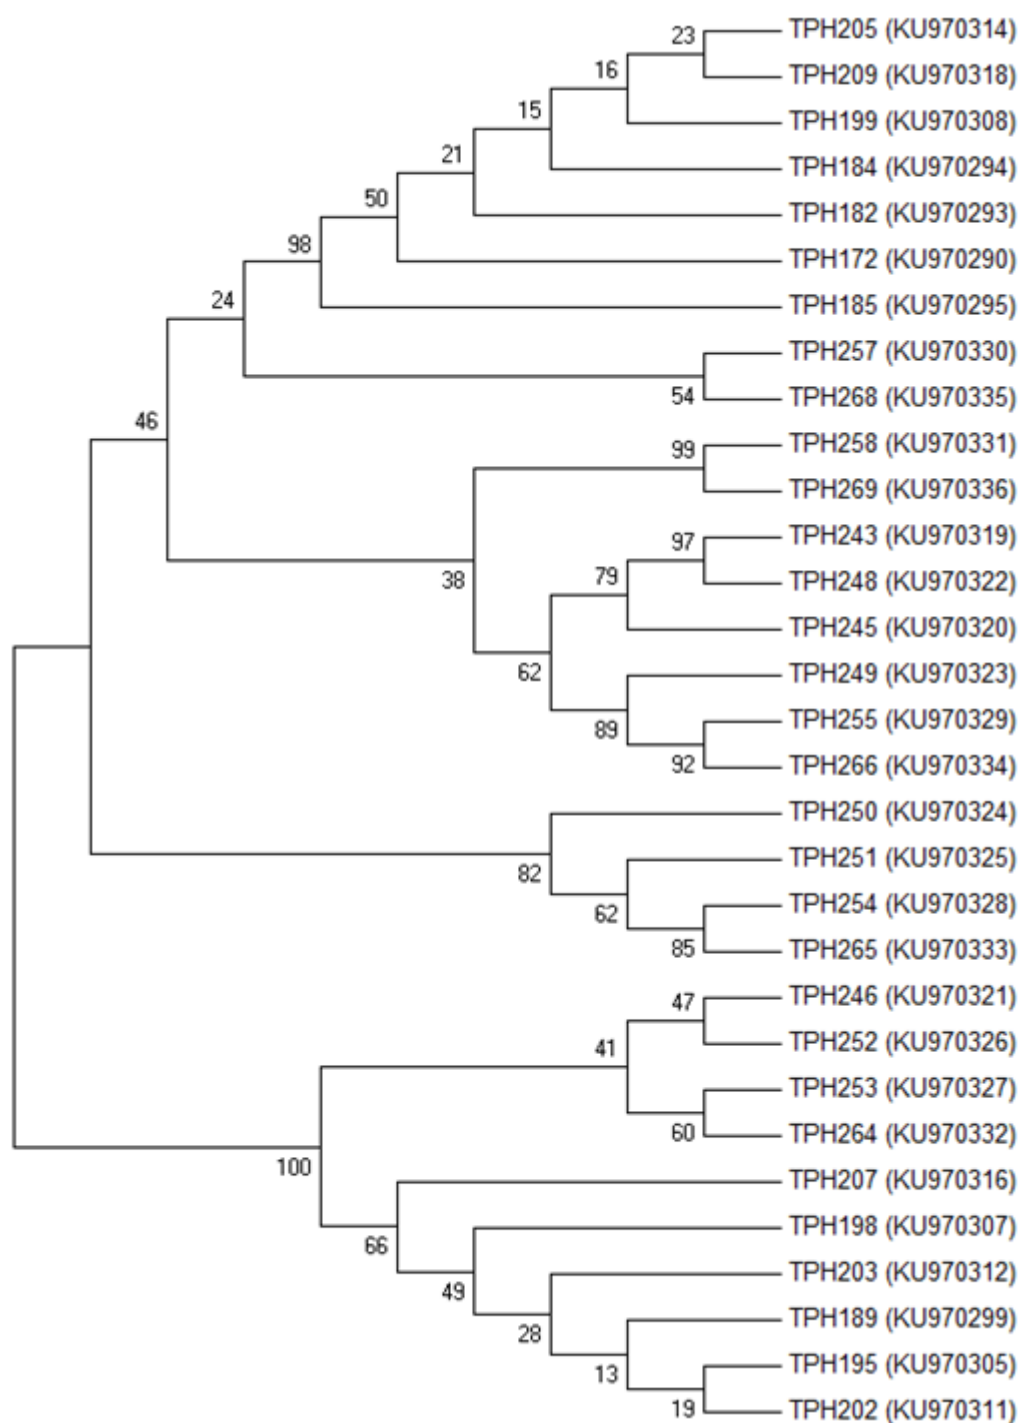 23
TPH205 (KU970314)
TPH209 (KU970318)
16
TPH199 (KU970308)
15
TPH184 (KU970294)
21
TPH182 (KU970293)
50
TPH172 (KU970290)
98
TPH185 (KU970295)
24
TPH257 (KU970330)
54
TPH268 (KU970335)
46
99
TPH258 (KU970331)
TPH269 (KU970336)
38
97
TPH243 (KU970319)
TPH248 (KU970322)
79
TPH245 (KU970320)
62
TPH249 (KU970323)
89
TPH255 (KU970329)
92
TPH266 (KU970334)
TPH250 (KU970324)
82
TPH251 (KU970325)
62
TPH254 (KU970328)
85
TPH265 (KU970333)
47
TPH246 (KU970321)
TPH252 (KU970326)
41
TPH253 (KU970327)
60
TPH264 (KU970332)
100
TPH207 (KU970316)
66
TPH198 (KU970307)
49
TPH203 (KU970312)
28
TPH189 (KU970299)
13
TPH195 (KU970305)
19
TPH202 (KU970311)